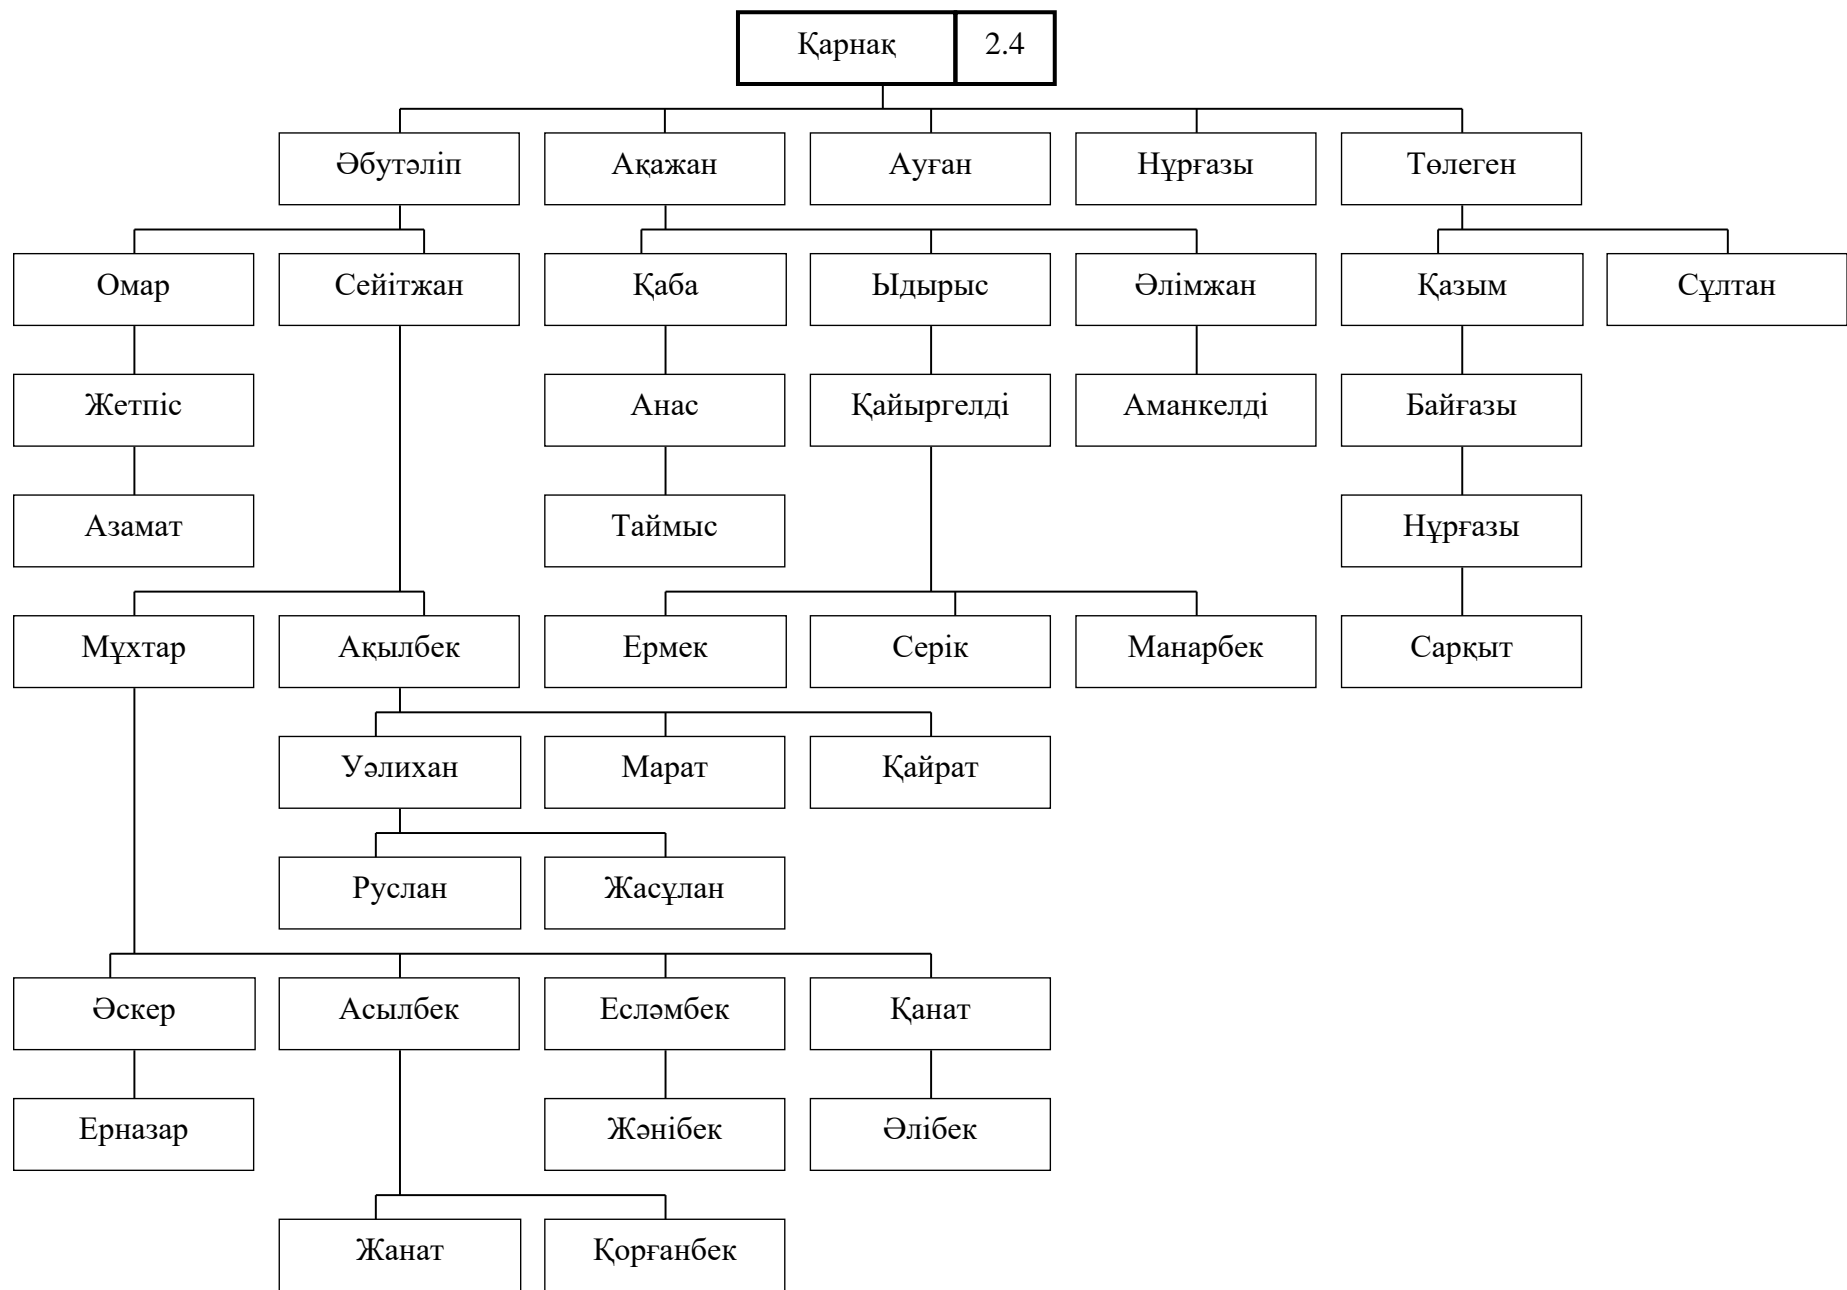 Қарнақ 2.4
Әбутәліп Ақажан Ауған Нұрғазы Төлеген
Омар Сейітжан Қаба Ыдырыс Әлімжан Қазым Сұлтан
Жетпіс Анас Қайыргелді Аманкелді Байғазы
Азамат Таймыс Нұрғазы
Мұхтар Ақылбек Ермек Серік Манарбек Сарқыт
Уәлихан Марат Қайрат
Руслан Жасұлан
Әскер Асылбек Есләмбек Қанат
Ерназар Жәнібек Әлібек
Жанат Қорғанбек